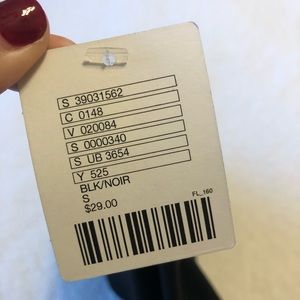 S 39031562
C 0148
V 020084
S 0000340
S UB 3654
Y 525
BLK/NOIR
S
$29.00
FL_160